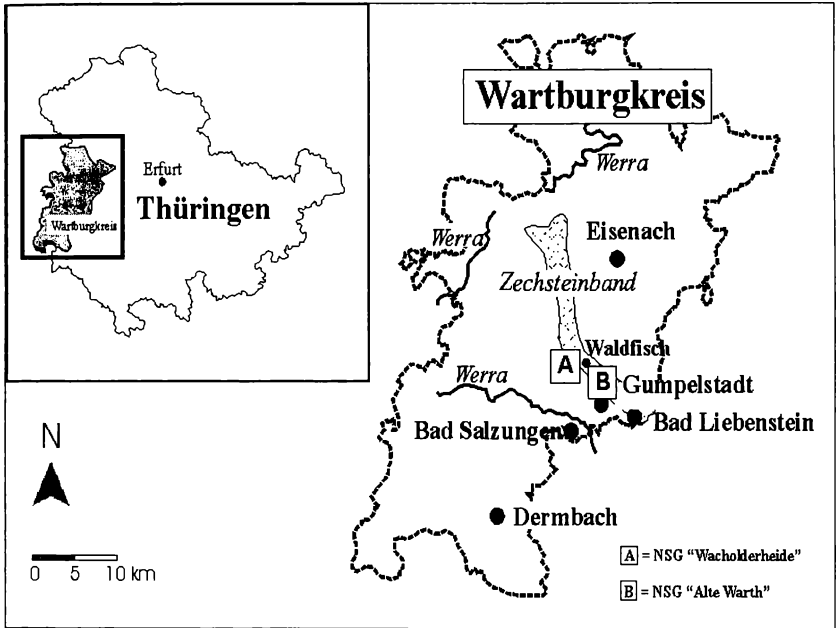 Erfurt
Thüringen
Wartburgkreis
Wartburgkreis
Werra
Werra
Eisenach
Zechsteinband
Waldfisch
A
B
Werra
Gumpelstadt
Bad Liebenstein
Bad Salzungen
Dermbach
N
0 5 10 km
A = NSG "Wacholderheide"
B = NSG "Alte Warth"